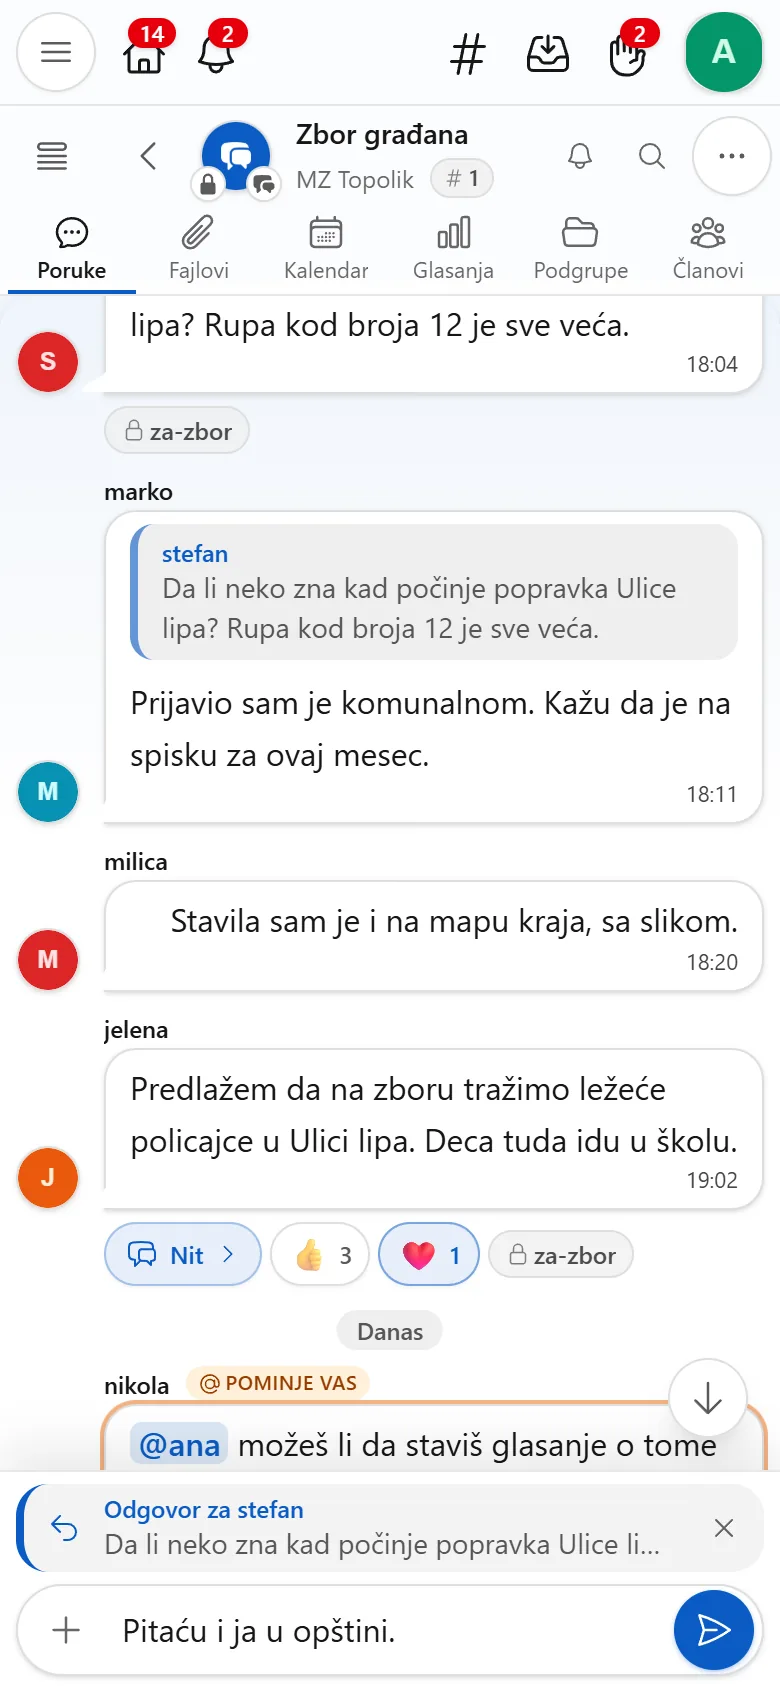 14
2
2
A
Zbor građana
MZ Topolik
# 1
Poruke
Fajlovi
Kalendar
Glasanja
Podgrupe
Članovi
lipa? Rupa kod broja 12 je sve veća.
S
18:04
za-zbor
marko
stefan
Da li neko zna kad počinje popravka Ulice
lipa? Rupa kod broja 12 je sve veća.
Prijavio sam je komunalnom. Kažu da je na
spisku za ovaj mesec.
M
18:11
milica
Stavila sam je i na mapu kraja, sa slikom.
M
18:20
jelena
Predlažem da na zboru tražimo ležeće
policajce u Ulici lipa. Deca tuda idu u školu.
J
19:02
Nit
3
1
za-zbor
Danas
nikola
@ POMINJE VAS
@ana možeš li da staviš glasanje o tome
Odgovor za stefan
Da li neko zna kad počinje popravka Ulice li...
Pitaću i ja u opštini.